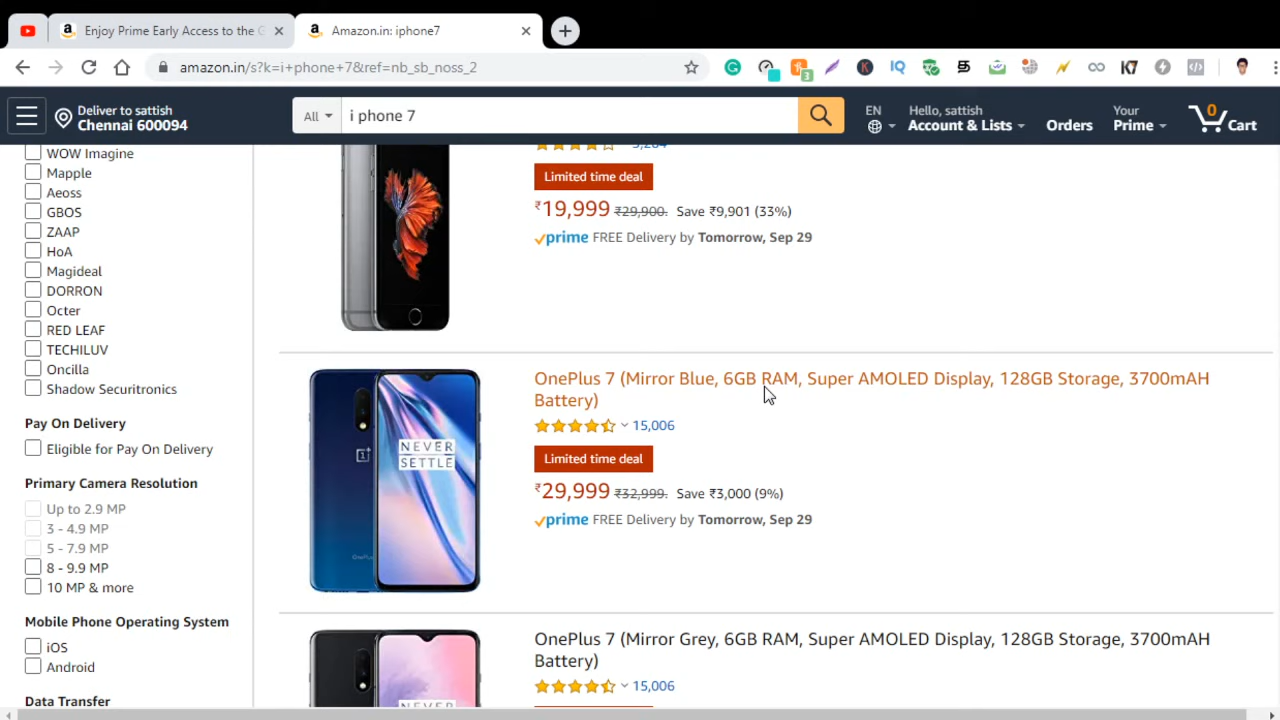 Enjoy Prime Early Access to the G
Amazon.in: iphone7
amazon.in/s?k=i+phone+7&ref=nb_sb_noss_2
Deliver to sattish
Chennai 600094
All
i phone 7
EN
Hello, sattish
Account & Lists
Orders
Your
Prime
0
Cart
WOW Imagine
Mapple
Aeoss
GBOS
ZAAP
HoA
Magideal
DORRON
Octer
RED LEAF
TECHILUV
Oncilla
Shadow Securitronics
Pay On Delivery
Eligible for Pay On Delivery
Primary Camera Resolution
Up to 2.9 MP
3 - 4.9 MP
5 - 7.9 MP
8 - 9.9 MP
10 MP & more
Mobile Phone Operating System
iOS
Android
Data Transfer
Limited time deal
₹19,999 ₹29,900. Save ₹9,901 (33%)
prime FREE Delivery by Tomorrow, Sep 29
NEVER
SETTLE
OnePlus 7 (Mirror Blue, 6GB RAM, Super AMOLED Display, 128GB Storage, 3700mAH
Battery)
15,006
Limited time deal
₹29,999 ₹32,999. Save ₹3,000 (9%)
prime FREE Delivery by Tomorrow, Sep 29
OnePlus 7 (Mirror Grey, 6GB RAM, Super AMOLED Display, 128GB Storage, 3700mAH
Battery)
15,006